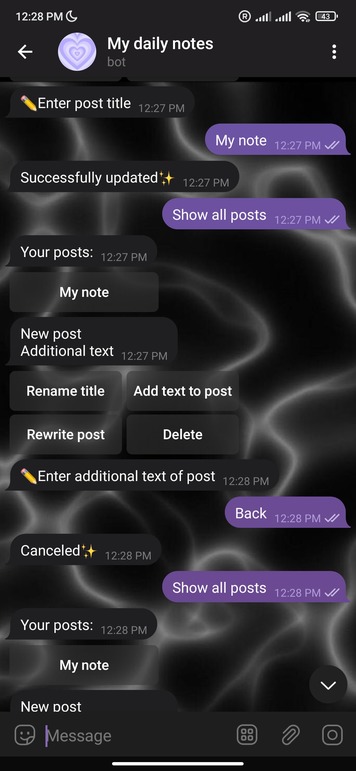 12:28 PM
R
43
My daily notes
bot
✏️Enter post title 12:27 PM
My note 12:27 PM
Successfully updated✨ 12:27 PM
Show all posts 12:27 PM
Your posts: 12:27 PM
My note
New post
Additional text 12:27 PM
Rename title Add text to post
Rewrite post Delete
✏️Enter additional text of post 12:28 PM
Back 12:28 PM
Canceled✨ 12:28 PM
Show all posts 12:28 PM
Your posts: 12:28 PM
My note
New post
Message